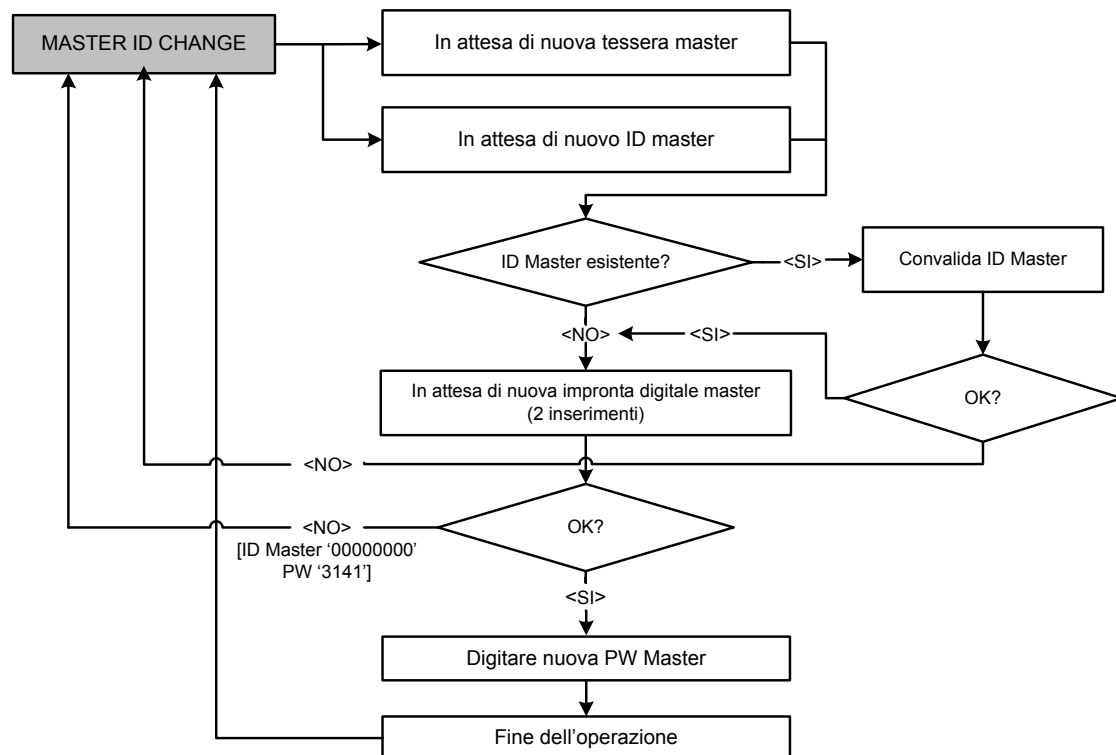 MASTER ID CHANGE
In attesa di nuova tessera master
In attesa di nuovo ID master
ID Master esistente?
<SI>
Convalida ID Master
<NO>
<SI>
In attesa di nuova impronta digitale master
(2 inserimenti)
OK?
<NO>
OK?
<NO>
[ID Master ‘00000000’
PW ‘3141’]
<SI>
Digitare nuova PW Master
Fine dell’operazione